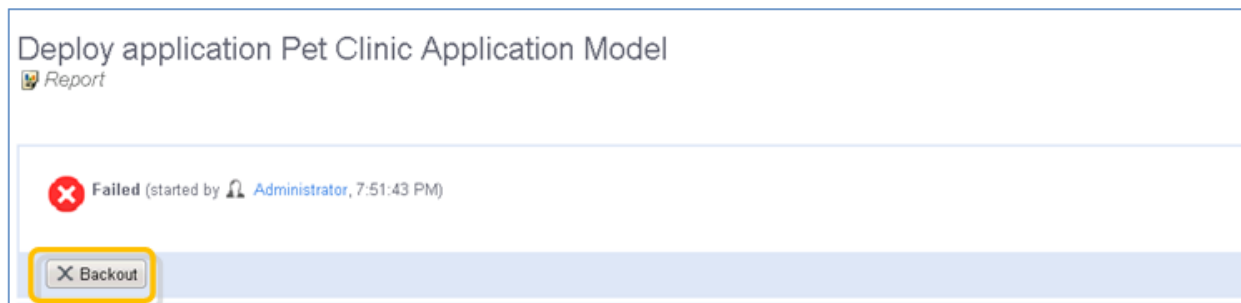 Deploy application Pet Clinic Application Model
Report
Failed (started by Administrator, 7:51:43 PM)
Backout